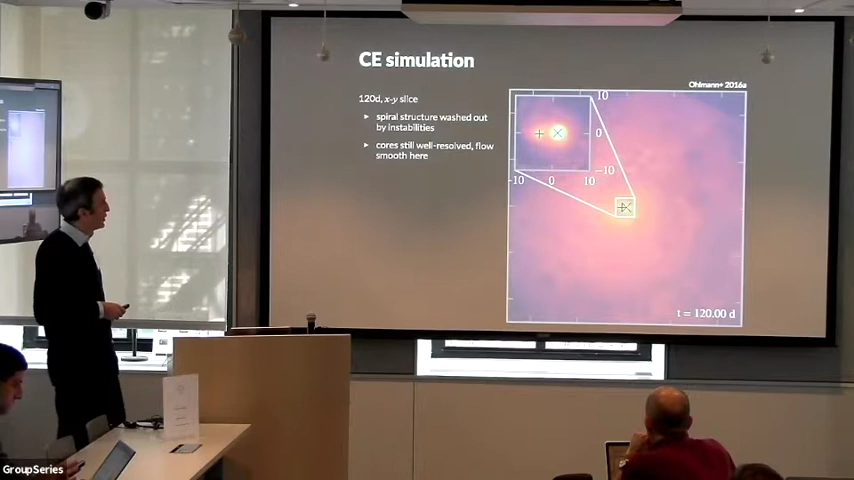 CE simulation
Ohlmann+ 2016a
120d, x-y slice
▸ spiral structure washed out
by instabilities
▸ cores still well-resolved, flow
smooth here
10
0
-10
-10 0 10
t = 120.00 d
GroupSeries